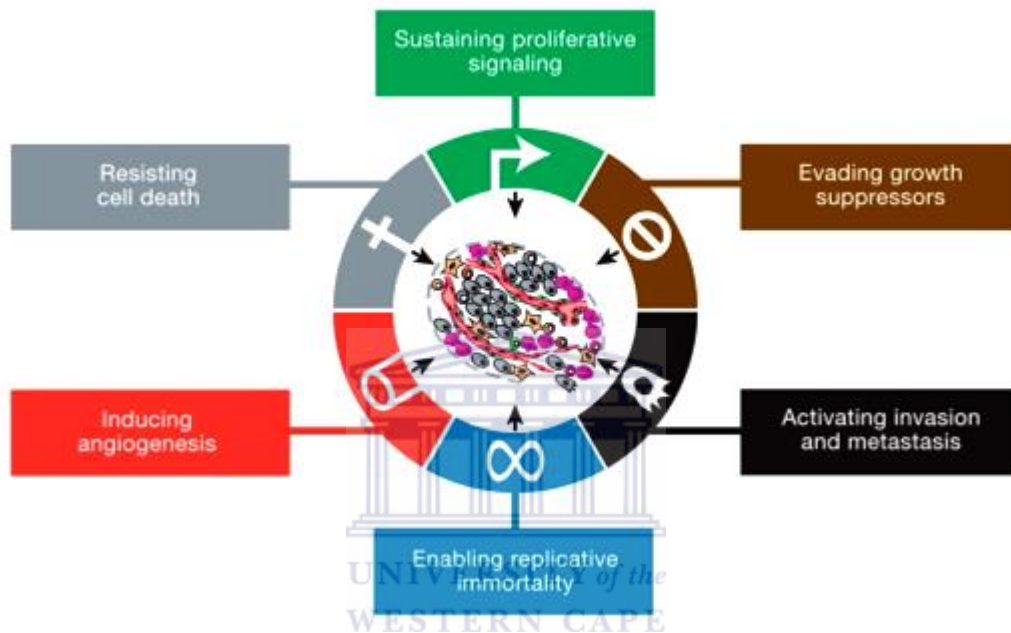 Sustaining proliferative
signaling
Resisting
cell death
Evading growth
suppressors
Inducing
angiogenesis
Activating invasion
and metastasis
Enabling replicative
immortality
UNIVERSITY of the
WESTERN CAPE